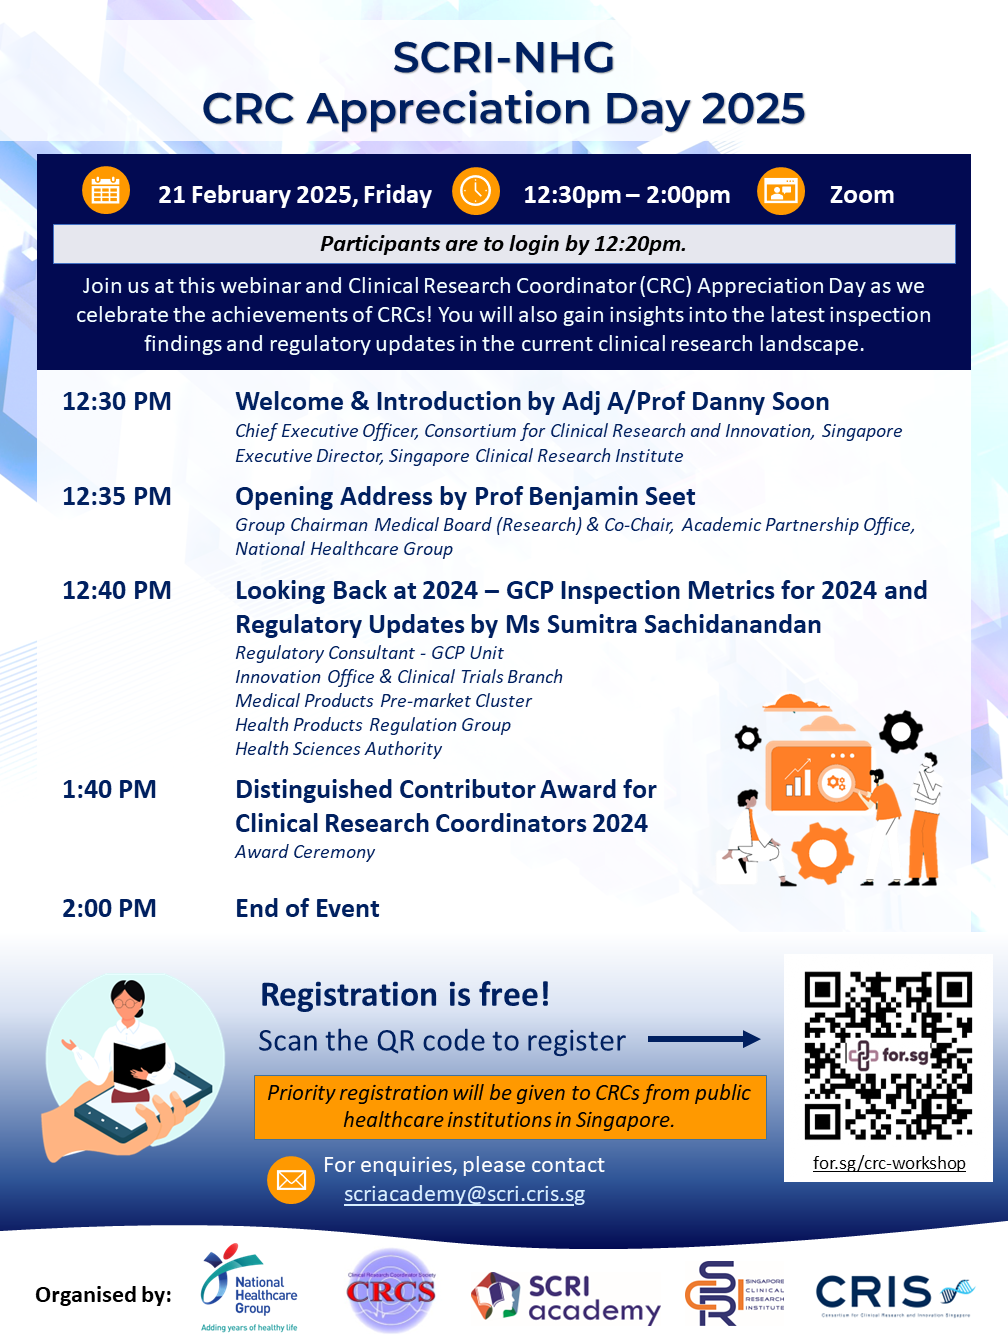 SCRI-NHG
CRC Appreciation Day 2025
21 February 2025, Friday
12:30pm – 2:00pm
Zoom
Participants are to login by 12:20pm.
Join us at this webinar and Clinical Research Coordinator (CRC) Appreciation Day as we
celebrate the achievements of CRCs! You will also gain insights into the latest inspection
findings and regulatory updates in the current clinical research landscape.
12:30 PM
Welcome & Introduction by Adj A/Prof Danny Soon
Chief Executive Officer, Consortium for Clinical Research and Innovation, Singapore
Executive Director, Singapore Clinical Research Institute
12:35 PM
Opening Address by Prof Benjamin Seet
Group Chairman Medical Board (Research) & Co-Chair, Academic Partnership Office,
National Healthcare Group
12:40 PM
Looking Back at 2024 – GCP Inspection Metrics for 2024 and
Regulatory Updates by Ms Sumitra Sachidanandan
Regulatory Consultant - GCP Unit
Innovation Office & Clinical Trials Branch
Medical Products Pre-market Cluster
Health Products Regulation Group
Health Sciences Authority
1:40 PM
Distinguished Contributor Award for
Clinical Research Coordinators 2024
Award Ceremony
2:00 PM
End of Event
Registration is free!
Scan the QR code to register
Priority registration will be given to CRCs from public
healthcare institutions in Singapore.
For enquiries, please contact
scriacademy@scri.cris.sg
for.sg
for.sg/crc-workshop
Organised by:
National
Healthcare
Group
Adding years of healthy life
Clinical Research Coordinator Society
CRCS
SCRI
academy
SCRI
SINGAPORE
CLINICAL
RESEARCH
INSTITUTE
CRIS
Consortium for Clinical Research and Innovation Singapore